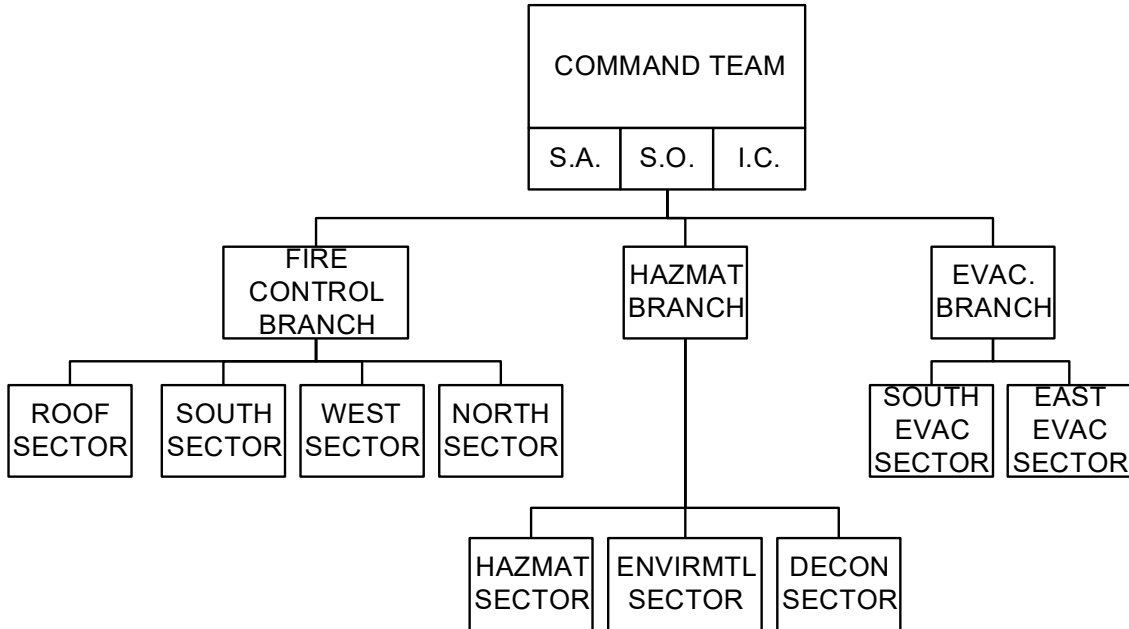 COMMAND TEAM
S.A.
S.O.
I.C.
FIRE
CONTROL
BRANCH
HAZMAT
BRANCH
EVAC.
BRANCH
ROOF
SECTOR
SOUTH
SECTOR
WEST
SECTOR
NORTH
SECTOR
SOUTH
EVAC
SECTOR
EAST
EVAC
SECTOR
HAZMAT
SECTOR
ENVIRMTL
SECTOR
DECON
SECTOR